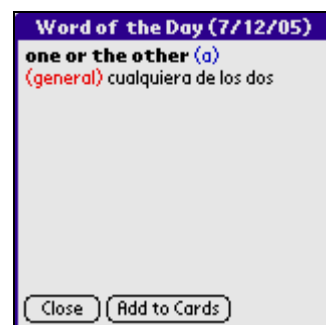 Word of the Day (7/12/05)
one or the other (a)
(general) cualquiera de los dos
Close Add to Cards